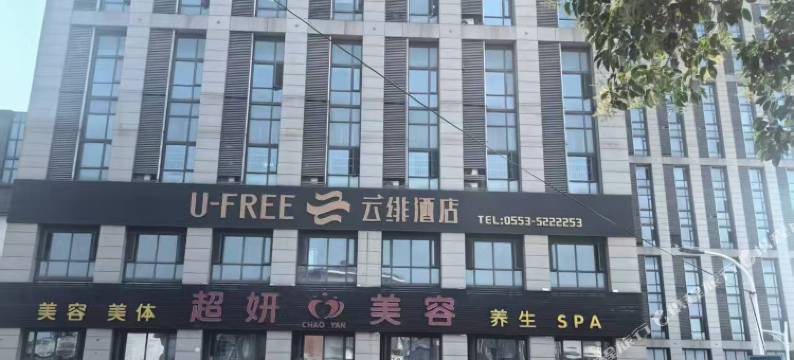 U-FREE 云绯酒店 TEL:0553-5222253
美容 美体 超妍 CHAO YAN 美容 养生 SPA